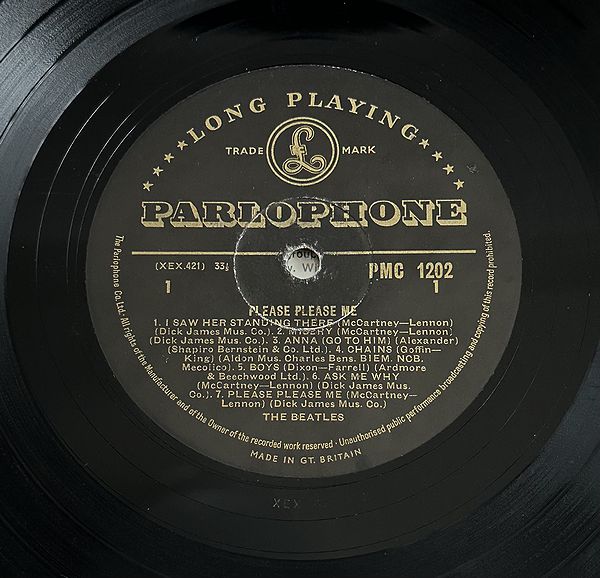 LONG PLAYING
TRADE £ MARK
PARLOPHONE
(XEX.421) 33⅓
PMC 1202
1
1
PLEASE PLEASE ME
1. I SAW HER STANDING THERE (McCartney—Lennon)
(Dick James Mus. Co.). 2. MISERY (McCartney—Lennon)
(Dick James Mus. Co.). 3. ANNA (GO TO HIM) (Alexander)
(Shapiro Bernstein & Co. Ltd.). 4. CHAINS (Goffin—
King) (Aldon Mus. Charles Bens. BIEM. NCB.
Mecolico). 5. BOYS (Dixon—Farrell) (Ardmore
& Beechwood Ltd.). 6. ASK ME WHY
(McCartney—Lennon) (Dick James Mus.
Co.). 7. PLEASE PLEASE ME (McCartney—
Lennon) (Dick James Mus. Co.)
THE BEATLES
The Parlophone Co. Ltd. All rights of the Manufacturer and of the Owner of the recorded work reserved · Unauthorised public performance broadcasting and copying of this record prohibited.
MADE IN GT. BRITAIN
XEX